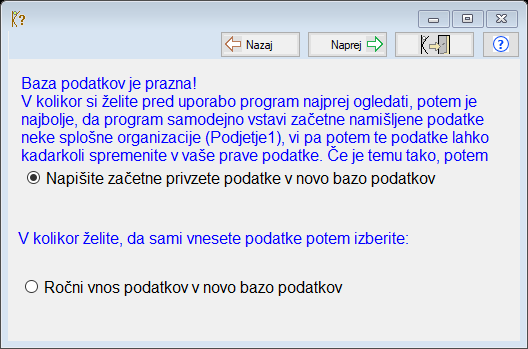 Nazaj
Naprej
Baza podatkov je prazna!
V kolikor si želite pred uporabo program najprej ogledati, potem je
najbolje, da program samodejno vstavi začetne namišljene podatke
neke splošne organizacije (Podjetje1), vi pa potem te podatke lahko
kadarkoli spremenite v vaše prave podatke. Če je temu tako, potem
Napišite začetne privzete podatke v novo bazo podatkov
V kolikor želite, da sami vnesete podatke potem izberite:
Ročni vnos podatkov v novo bazo podatkov